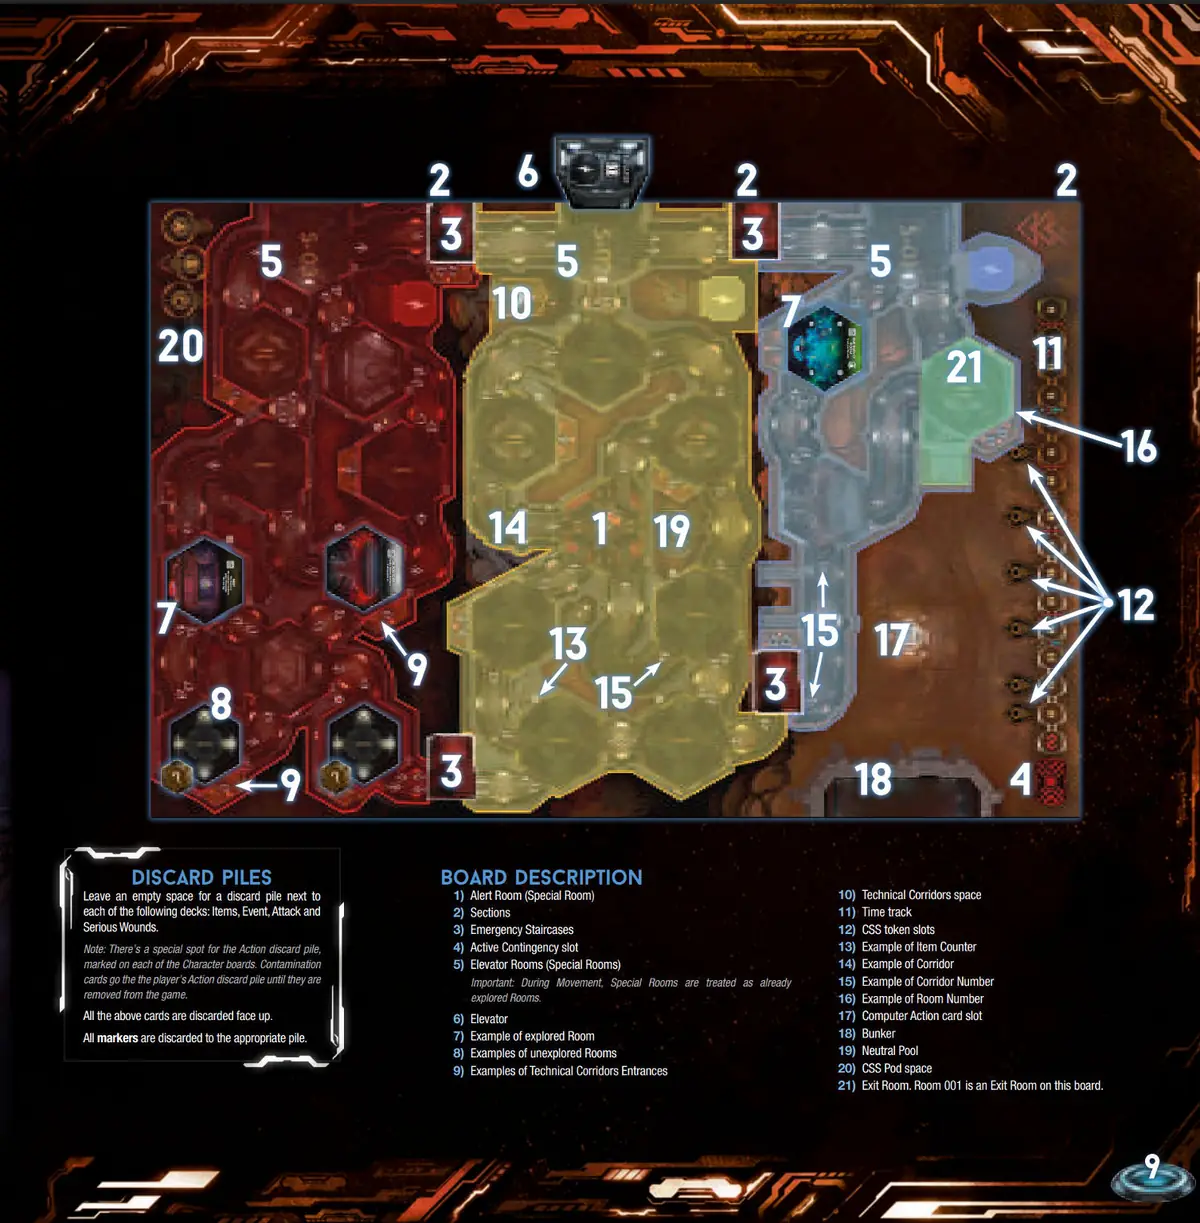 2
2
2
6
3
3
5
5
5
10
7
20
21
11
16
14
1
19
12
7
13
15
15
17
9
8
3
9
3
18
4
DISCARD PILES
Leave an empty space for a discard pile next to
each of the following decks: Items, Event, Attack and
Serious Wounds.
Note: There's a special spot for the Action discard pile,
marked on each of the Character boards. Contamination
cards go the the player's Action discard pile until they are
removed from the game.
All the above cards are discarded face up.
All markers are discarded to the appropriate pile.
BOARD DESCRIPTION
1) Alert Room (Special Room)
2) Sections
3) Emergency Staircases
4) Active Contingency slot
5) Elevator Rooms (Special Rooms)
Important: During Movement, Special Rooms are treated as already
explored Rooms.
6) Elevator
7) Example of explored Room
8) Examples of unexplored Rooms
9) Examples of Technical Corridors Entrances
10) Technical Corridors space
11) Time track
12) CSS token slots
13) Example of Item Counter
14) Example of Corridor
15) Example of Corridor Number
16) Example of Room Number
17) Computer Action card slot
18) Bunker
19) Neutral Pool
20) CSS Pod space
21) Exit Room. Room 001 is an Exit Room on this board.
9